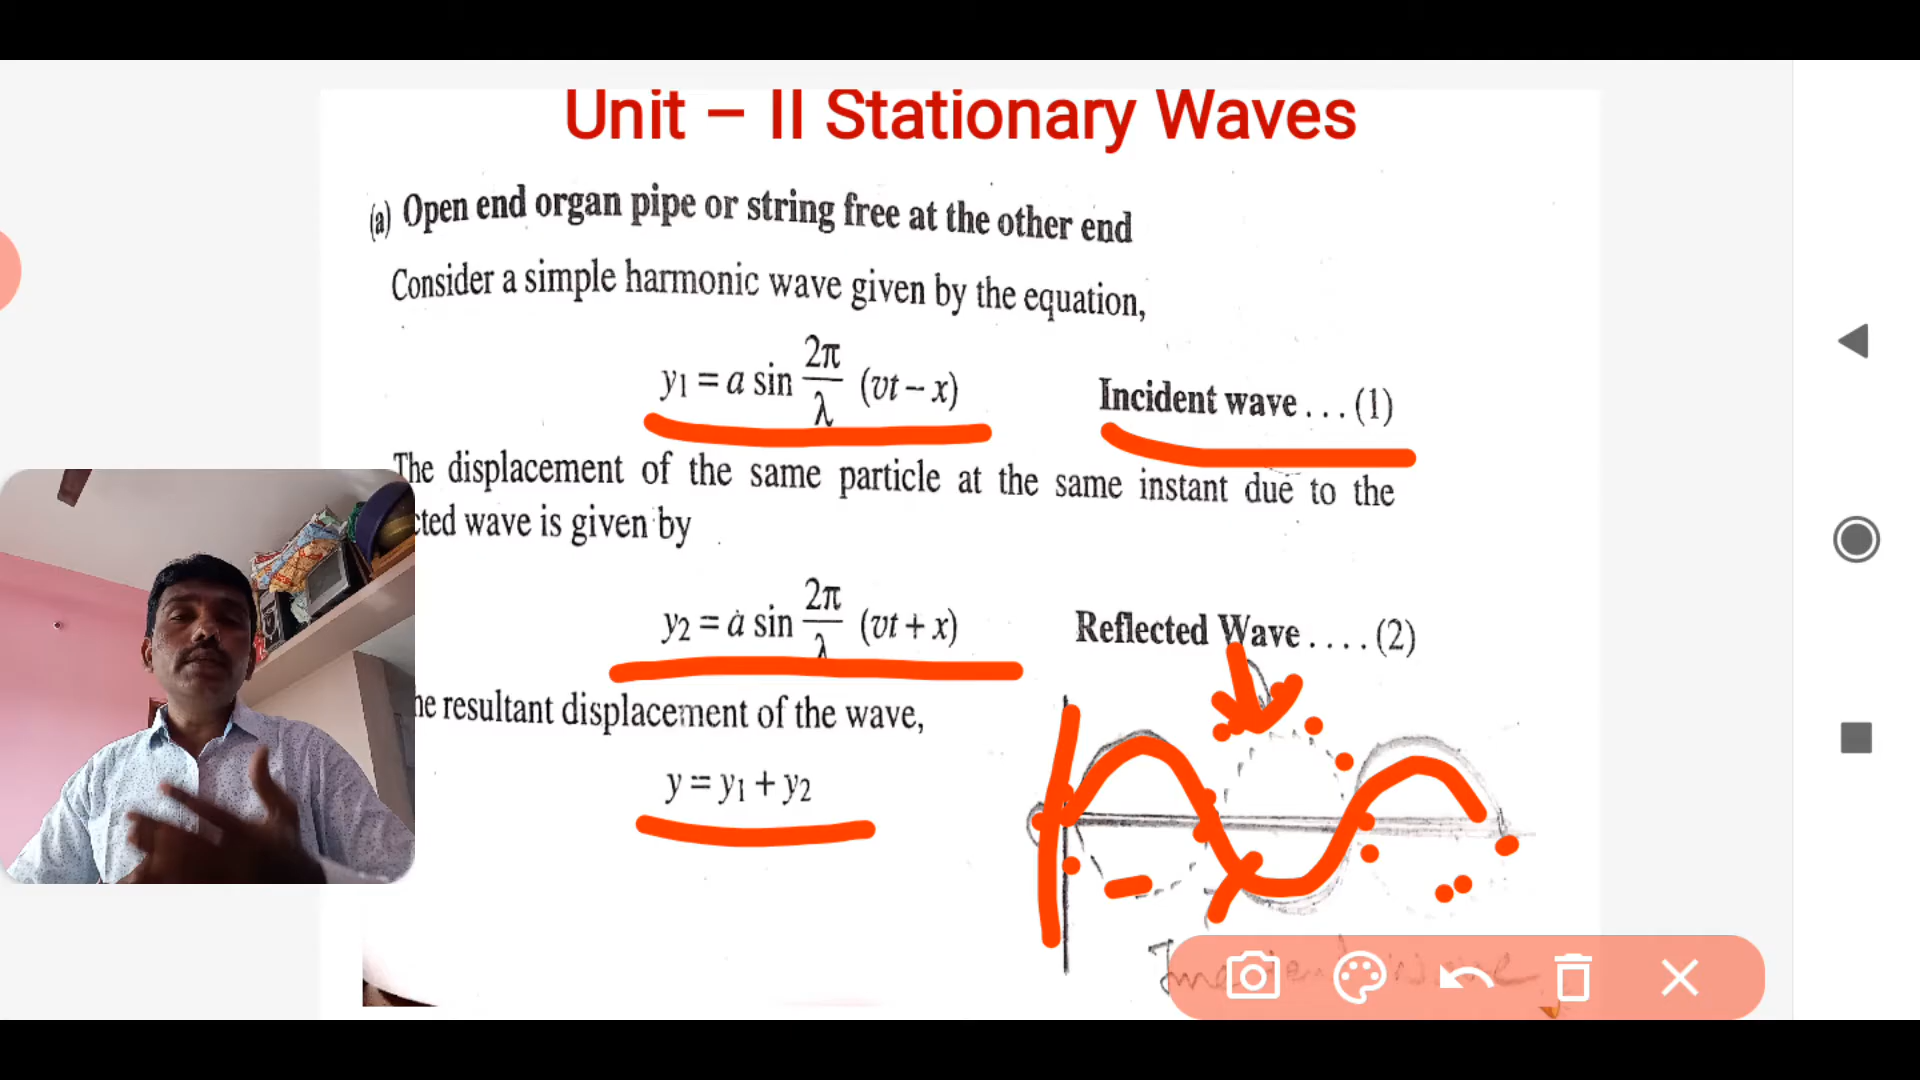 Unit – II Stationary Waves
(a) Open end organ pipe or string free at the other end
Consider a simple harmonic wave given by the equation,
y₁ = a sin 2π/λ (vt – x) Incident wave . . . (1)
The displacement of the same particle at the same instant due to the
cted wave is given by
y₂ = a sin 2π/λ (vt + x) Reflected Wave . . . . (2)
he resultant displacement of the wave,
y = y₁ + y₂